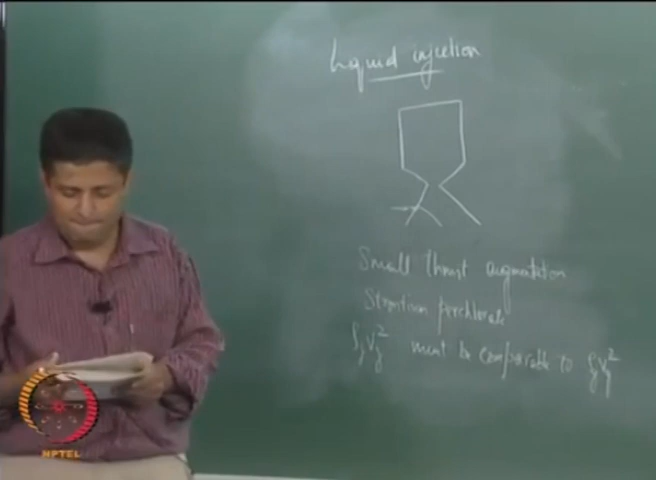 Liquid injection
Small thrust augmentation
Strontium perchlorate
ρⱼVⱼ² must be comparable to ρgVg²
NPTEL